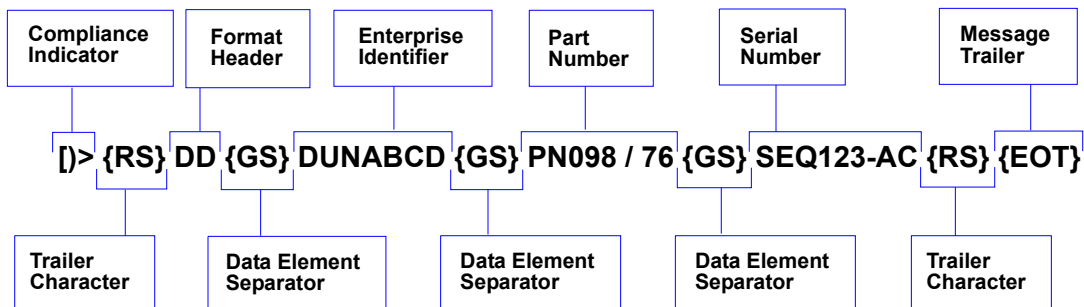 Compliance
Indicator
Format
Header
Enterprise
Identifier
Part
Number
Serial
Number
Message
Trailer
[)> {RS} DD {GS} DUNABCD {GS} PN098 / 76 {GS} SEQ123-AC {RS} {EOT}
Trailer
Character
Data Element
Separator
Data Element
Separator
Data Element
Separator
Trailer
Character